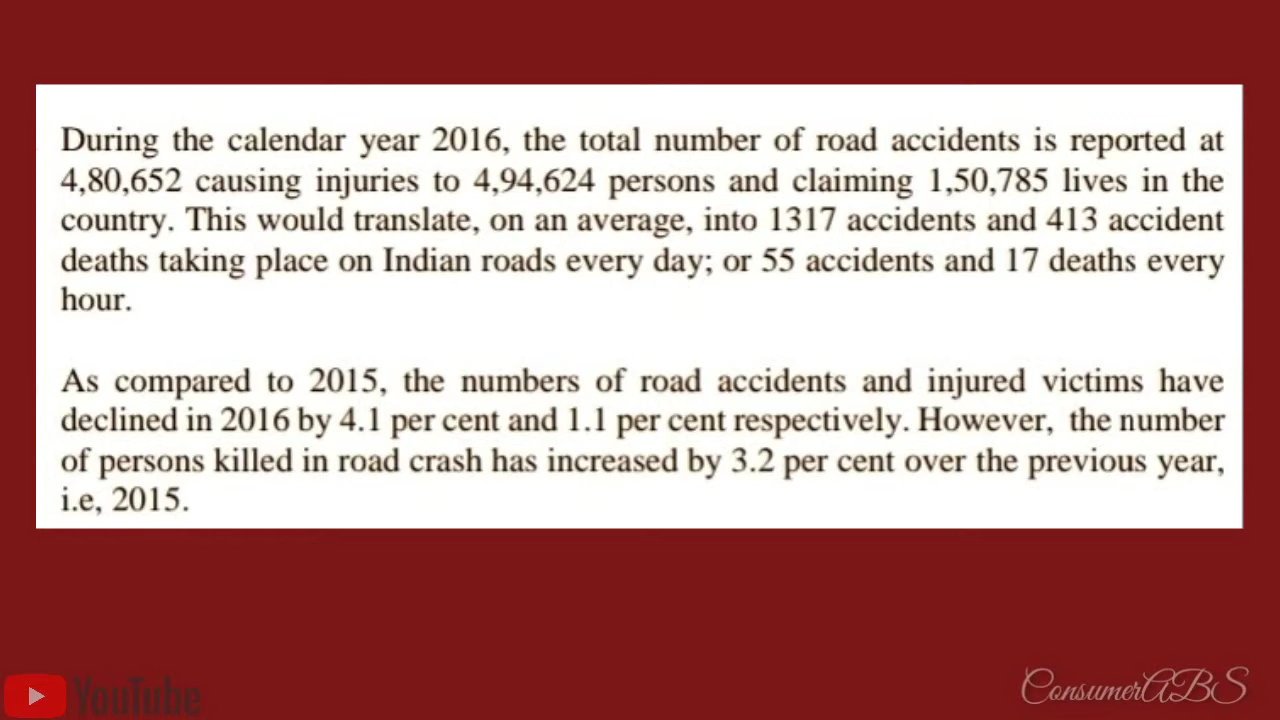 During the calendar year 2016, the total number of road accidents is reported at
4,80,652 causing injuries to 4,94,624 persons and claiming 1,50,785 lives in the
country. This would translate, on an average, into 1317 accidents and 413 accident
deaths taking place on Indian roads every day; or 55 accidents and 17 deaths every
hour.
As compared to 2015, the numbers of road accidents and injured victims have
declined in 2016 by 4.1 per cent and 1.1 per cent respectively. However, the number
of persons killed in road crash has increased by 3.2 per cent over the previous year,
i.e, 2015.
YouTube
ConsumerABS